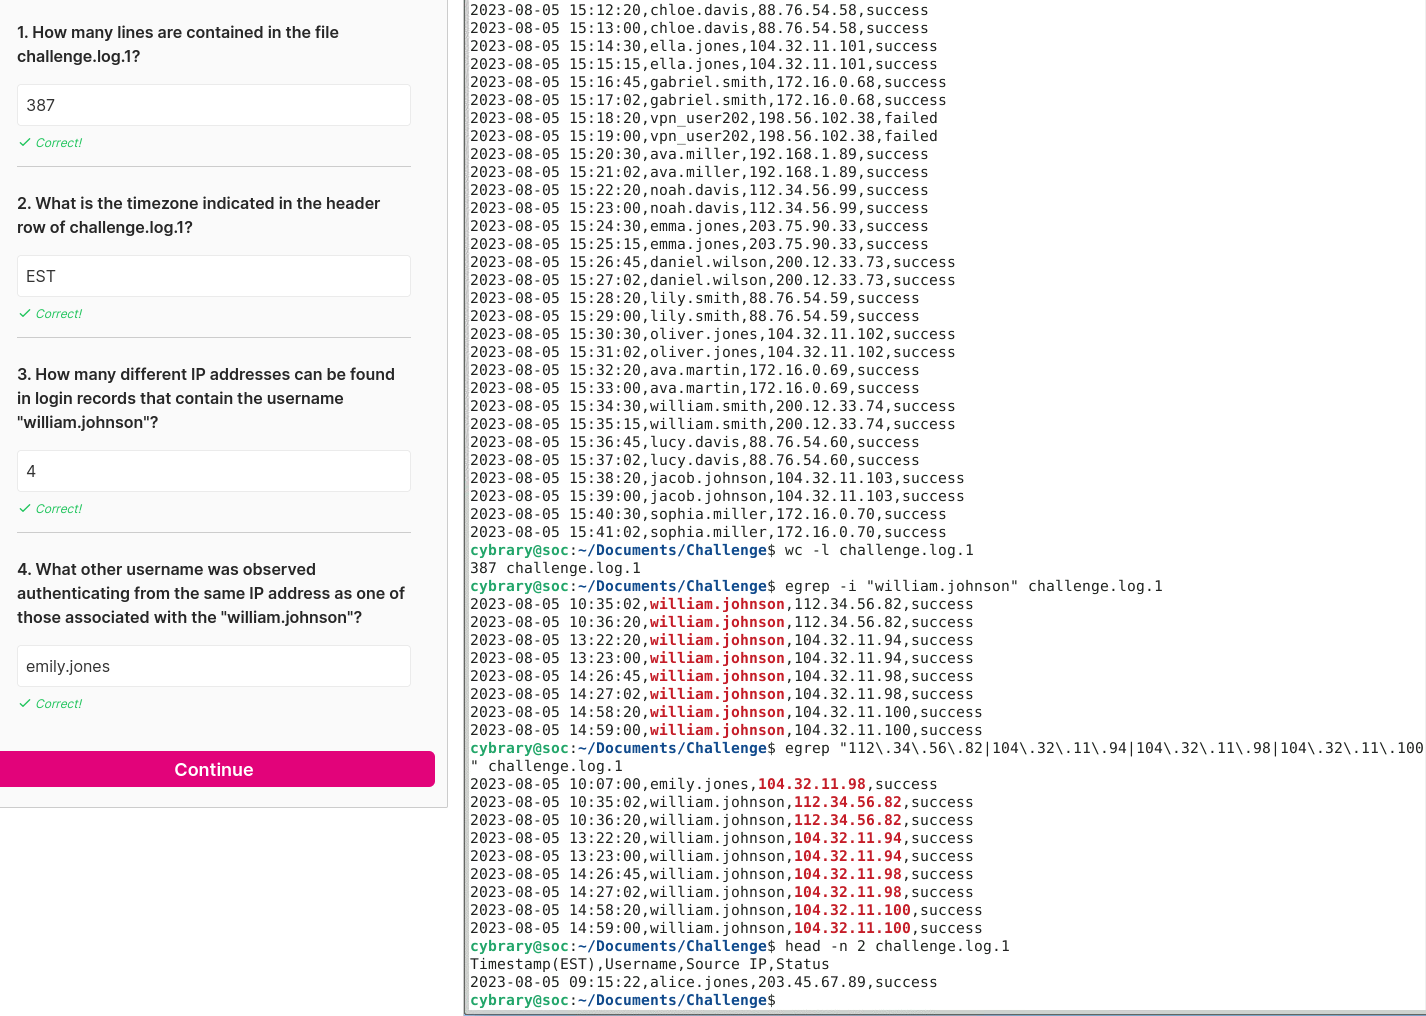 1. How many lines are contained in the file
challenge.log.1?
387
Correct!
2. What is the timezone indicated in the header
row of challenge.log.1?
EST
Correct!
3. How many different IP addresses can be found
in login records that contain the username
"william.johnson"?
4
Correct!
4. What other username was observed
authenticating from the same IP address as one of
those associated with the "william.johnson"?
emily.jones
Correct!
Continue
2023-08-05 15:12:20,chloe.davis,88.76.54.58,success
2023-08-05 15:13:00,chloe.davis,88.76.54.58,success
2023-08-05 15:14:30,ella.jones,104.32.11.101,success
2023-08-05 15:15:15,ella.jones,104.32.11.101,success
2023-08-05 15:16:45,gabriel.smith,172.16.0.68,success
2023-08-05 15:17:02,gabriel.smith,172.16.0.68,success
2023-08-05 15:18:20,vpn_user202,198.56.102.38,failed
2023-08-05 15:19:00,vpn_user202,198.56.102.38,failed
2023-08-05 15:20:30,ava.miller,192.168.1.89,success
2023-08-05 15:21:02,ava.miller,192.168.1.89,success
2023-08-05 15:22:20,noah.davis,112.34.56.99,success
2023-08-05 15:23:00,noah.davis,112.34.56.99,success
2023-08-05 15:24:30,emma.jones,203.75.90.33,success
2023-08-05 15:25:15,emma.jones,203.75.90.33,success
2023-08-05 15:26:45,daniel.wilson,200.12.33.73,success
2023-08-05 15:27:02,daniel.wilson,200.12.33.73,success
2023-08-05 15:28:20,lily.smith,88.76.54.59,success
2023-08-05 15:29:00,lily.smith,88.76.54.59,success
2023-08-05 15:30:30,oliver.jones,104.32.11.102,success
2023-08-05 15:31:02,oliver.jones,104.32.11.102,success
2023-08-05 15:32:20,ava.martin,172.16.0.69,success
2023-08-05 15:33:00,ava.martin,172.16.0.69,success
2023-08-05 15:34:30,william.smith,200.12.33.74,success
2023-08-05 15:35:15,william.smith,200.12.33.74,success
2023-08-05 15:36:45,lucy.davis,88.76.54.60,success
2023-08-05 15:37:02,lucy.davis,88.76.54.60,success
2023-08-05 15:38:20,jacob.johnson,104.32.11.103,success
2023-08-05 15:39:00,jacob.johnson,104.32.11.103,success
2023-08-05 15:40:30,sophia.miller,172.16.0.70,success
2023-08-05 15:41:02,sophia.miller,172.16.0.70,success
cybrary@soc:~/Documents/Challenge$ wc -l challenge.log.1
387 challenge.log.1
cybrary@soc:~/Documents/Challenge$ egrep -i "william.johnson" challenge.log.1
2023-08-05 10:35:02,william.johnson,112.34.56.82,success
2023-08-05 10:36:20,william.johnson,112.34.56.82,success
2023-08-05 13:22:20,william.johnson,104.32.11.94,success
2023-08-05 13:23:00,william.johnson,104.32.11.94,success
2023-08-05 14:26:45,william.johnson,104.32.11.98,success
2023-08-05 14:27:02,william.johnson,104.32.11.98,success
2023-08-05 14:58:20,william.johnson,104.32.11.100,success
2023-08-05 14:59:00,william.johnson,104.32.11.100,success
cybrary@soc:~/Documents/Challenge$ egrep "112\.34\.56\.82|104\.32\.11\.94|104\.32\.11\.98|104\.32\.11\.100
" challenge.log.1
2023-08-05 10:07:00,emily.jones,104.32.11.98,success
2023-08-05 10:35:02,william.johnson,112.34.56.82,success
2023-08-05 10:36:20,william.johnson,112.34.56.82,success
2023-08-05 13:22:20,william.johnson,104.32.11.94,success
2023-08-05 13:23:00,william.johnson,104.32.11.94,success
2023-08-05 14:26:45,william.johnson,104.32.11.98,success
2023-08-05 14:27:02,william.johnson,104.32.11.98,success
2023-08-05 14:58:20,william.johnson,104.32.11.100,success
2023-08-05 14:59:00,william.johnson,104.32.11.100,success
cybrary@soc:~/Documents/Challenge$ head -n 2 challenge.log.1
Timestamp(EST),Username,Source IP,Status
2023-08-05 09:15:22,alice.jones,203.45.67.89,success
cybrary@soc:~/Documents/Challenge$